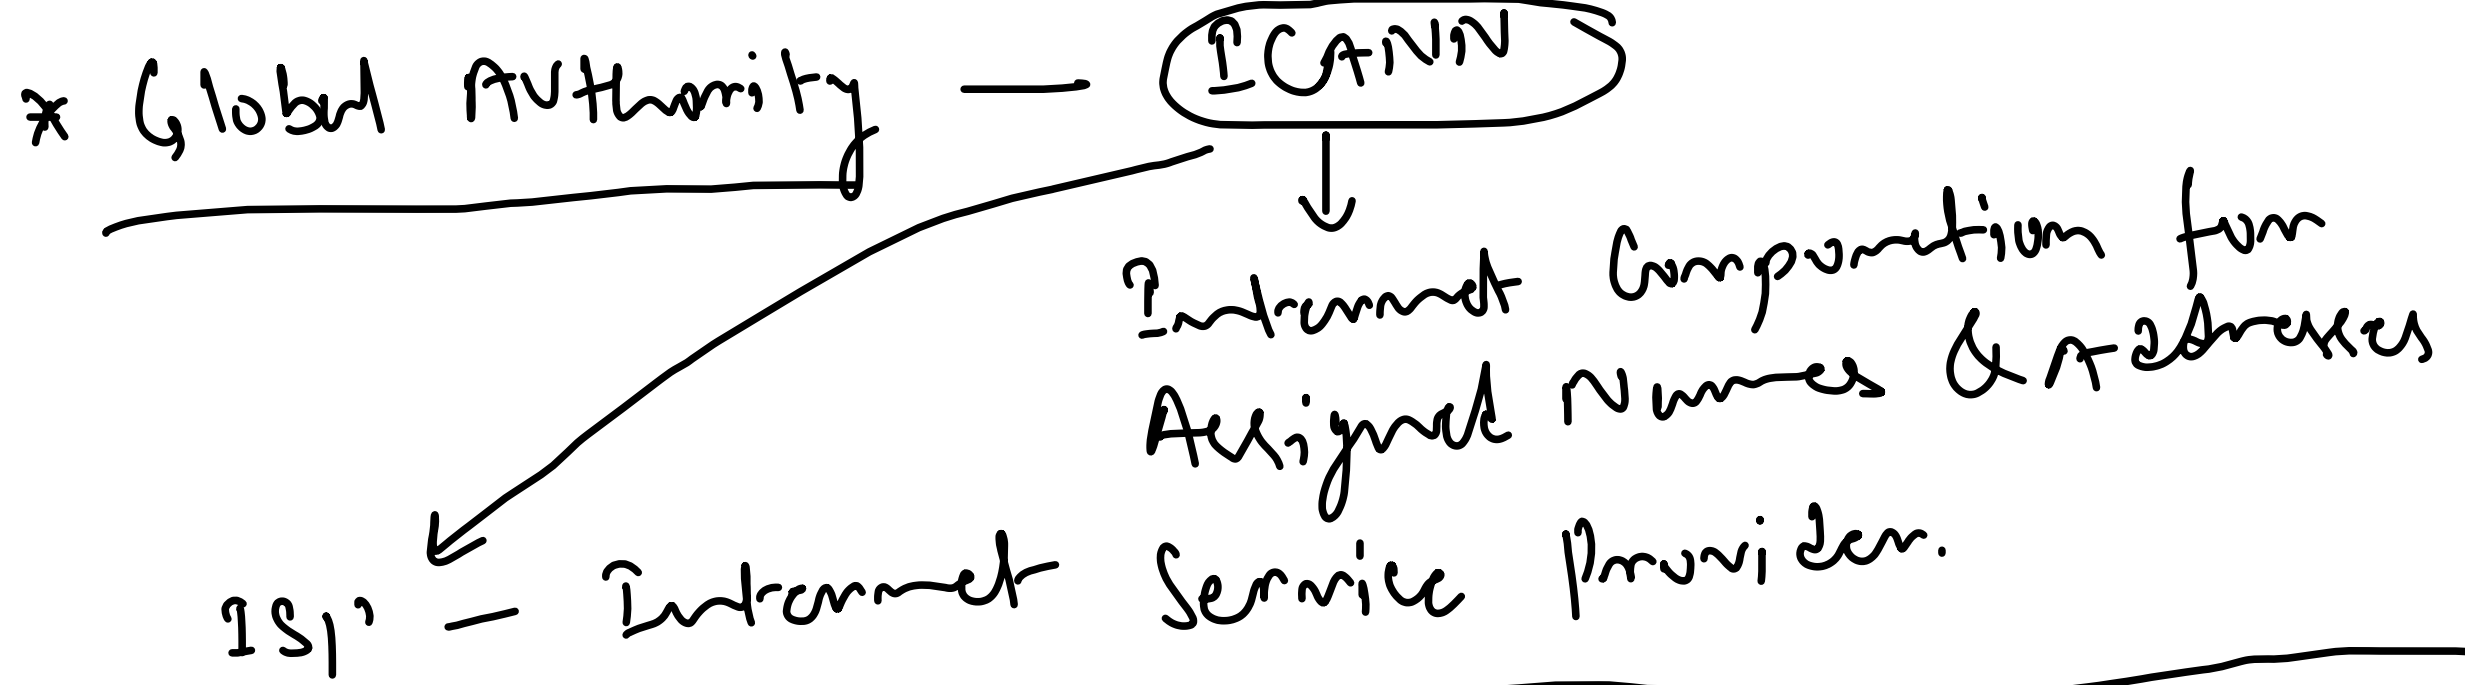 * Global Authority — ICANN
Internet Corporation for
Assigned Names & Addresses
ISP — Internet Service Provider.